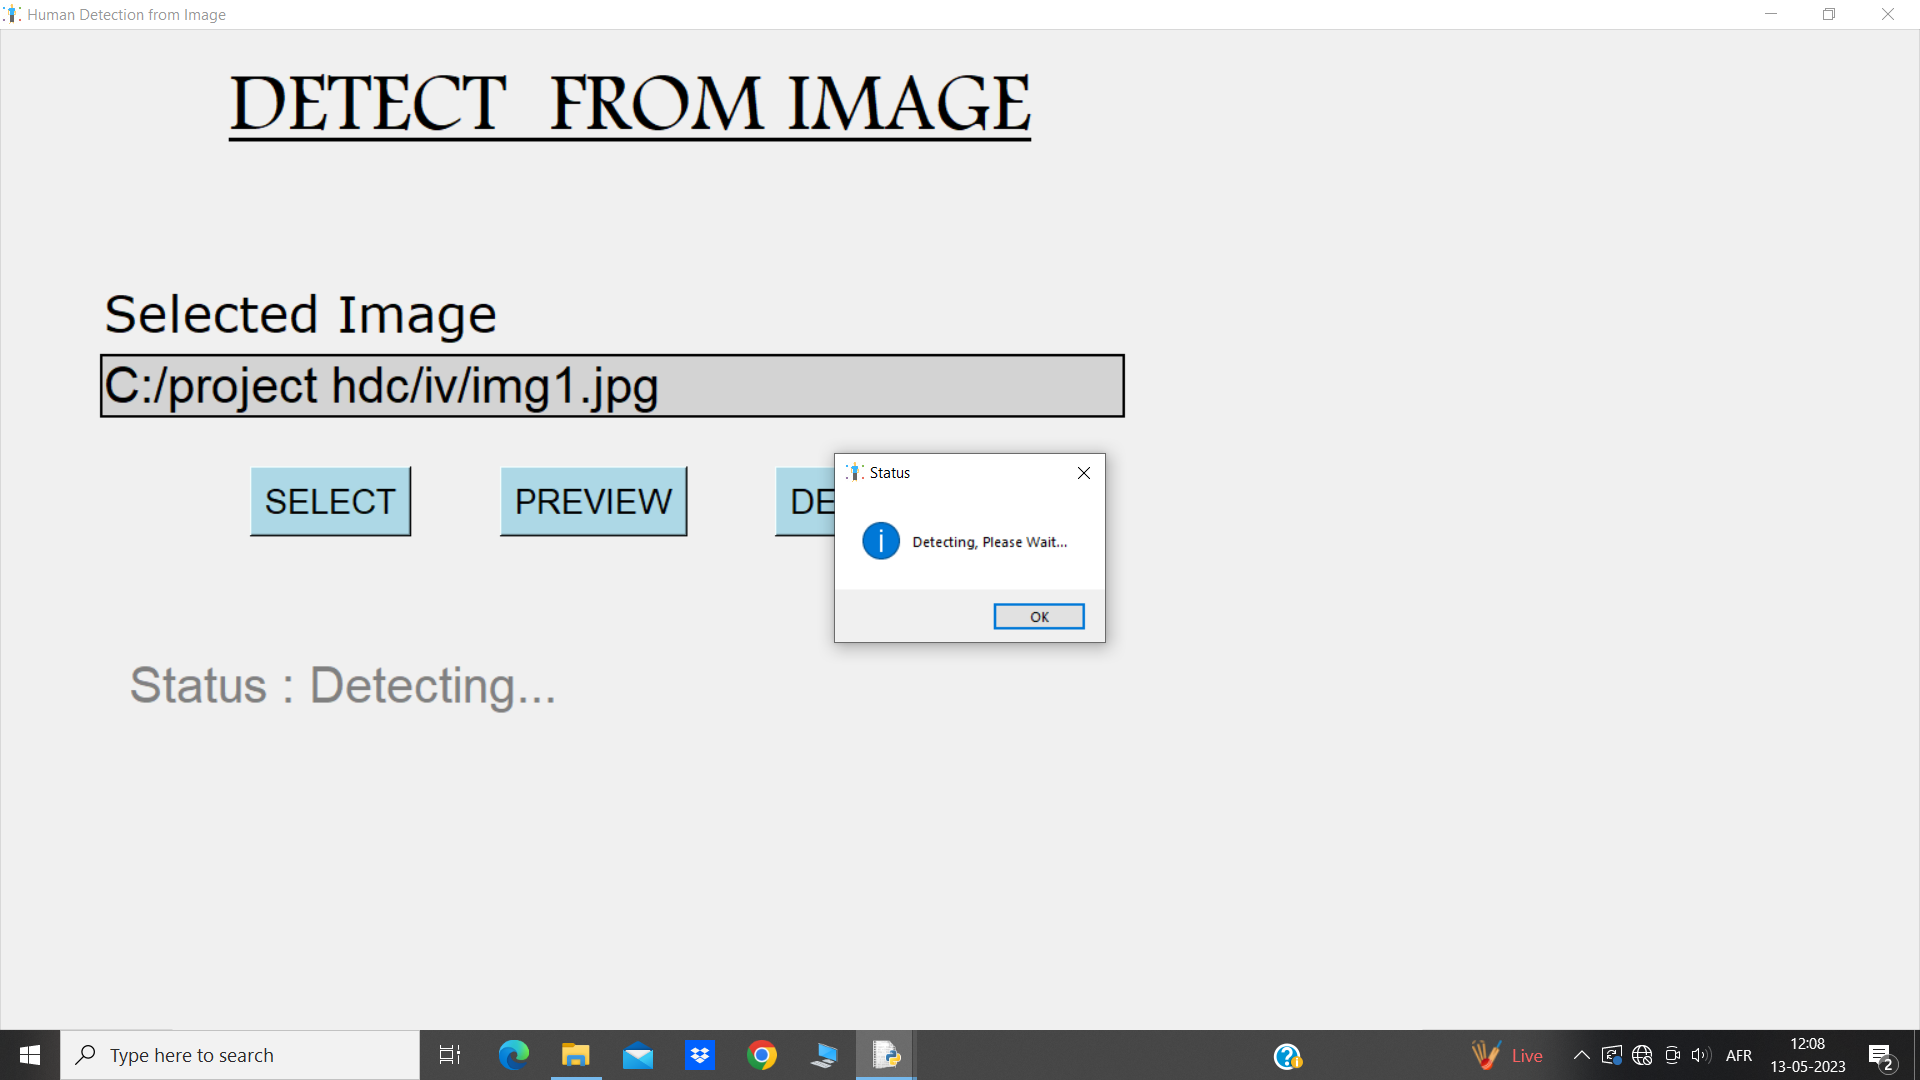 Human Detection from Image
DETECT FROM IMAGE
Selected Image
C:/project hdc/iv/img1.jpg
SELECT
PREVIEW
DE
Status
Detecting, Please Wait...
OK
Status : Detecting...
Type here to search
Live
AFR
12:08
13-05-2023
2